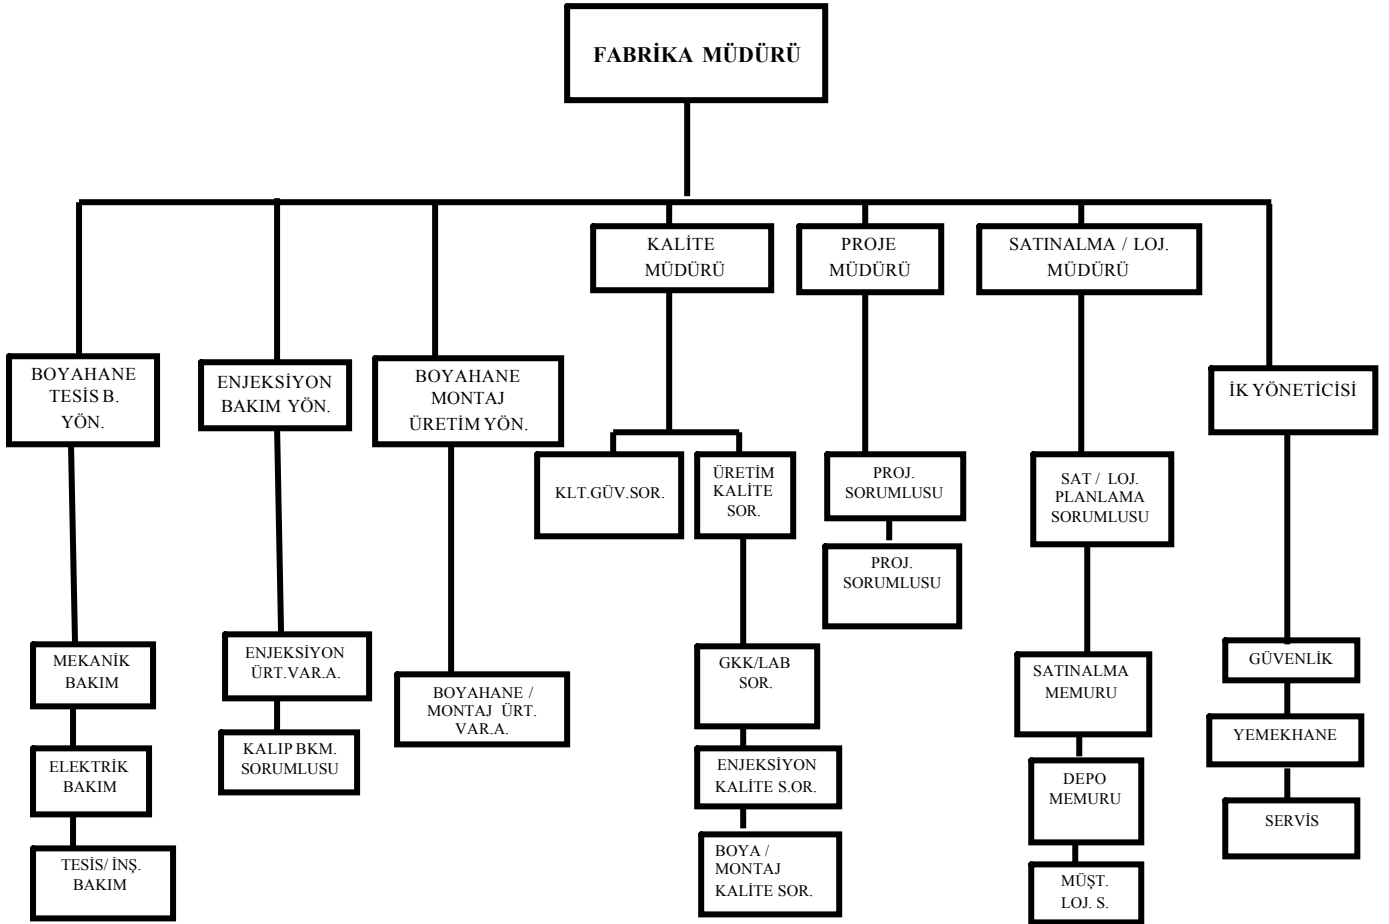 FABRİKA MÜDÜRÜ
KALİTE
MÜDÜRÜ
PROJE
MÜDÜRÜ
SATINALMA / LOJ.
MÜDÜRÜ
BOYAHANE
TESİS B.
YÖN.
ENJEKSİYON
BAKIM YÖN.
BOYAHANE
MONTAJ
ÜRETİM YÖN.
İK YÖNETİCİSİ
KLT.GÜV.SOR.
ÜRETİM
KALİTE
SOR.
PROJ.
SORUMLUSU
SAT / LOJ.
PLANLAMA
SORUMLUSU
PROJ.
SORUMLUSU
MEKANİK
BAKIM
ENJEKSİYON
ÜRT.VAR.A.
BOYAHANE /
MONTAJ ÜRT.
VAR.A.
GKK/LAB
SOR.
SATINALMA
MEMURU
GÜVENLİK
ELEKTRİK
BAKIM
KALIP BKM.
SORUMLUSU
ENJEKSİYON
KALİTE S.OR.
DEPO
MEMURU
YEMEKHANE
TESİS/ İNŞ.
BAKIM
BOYA /
MONTAJ
KALİTE SOR.
MÜŞT.
LOJ. S.
SERVİS